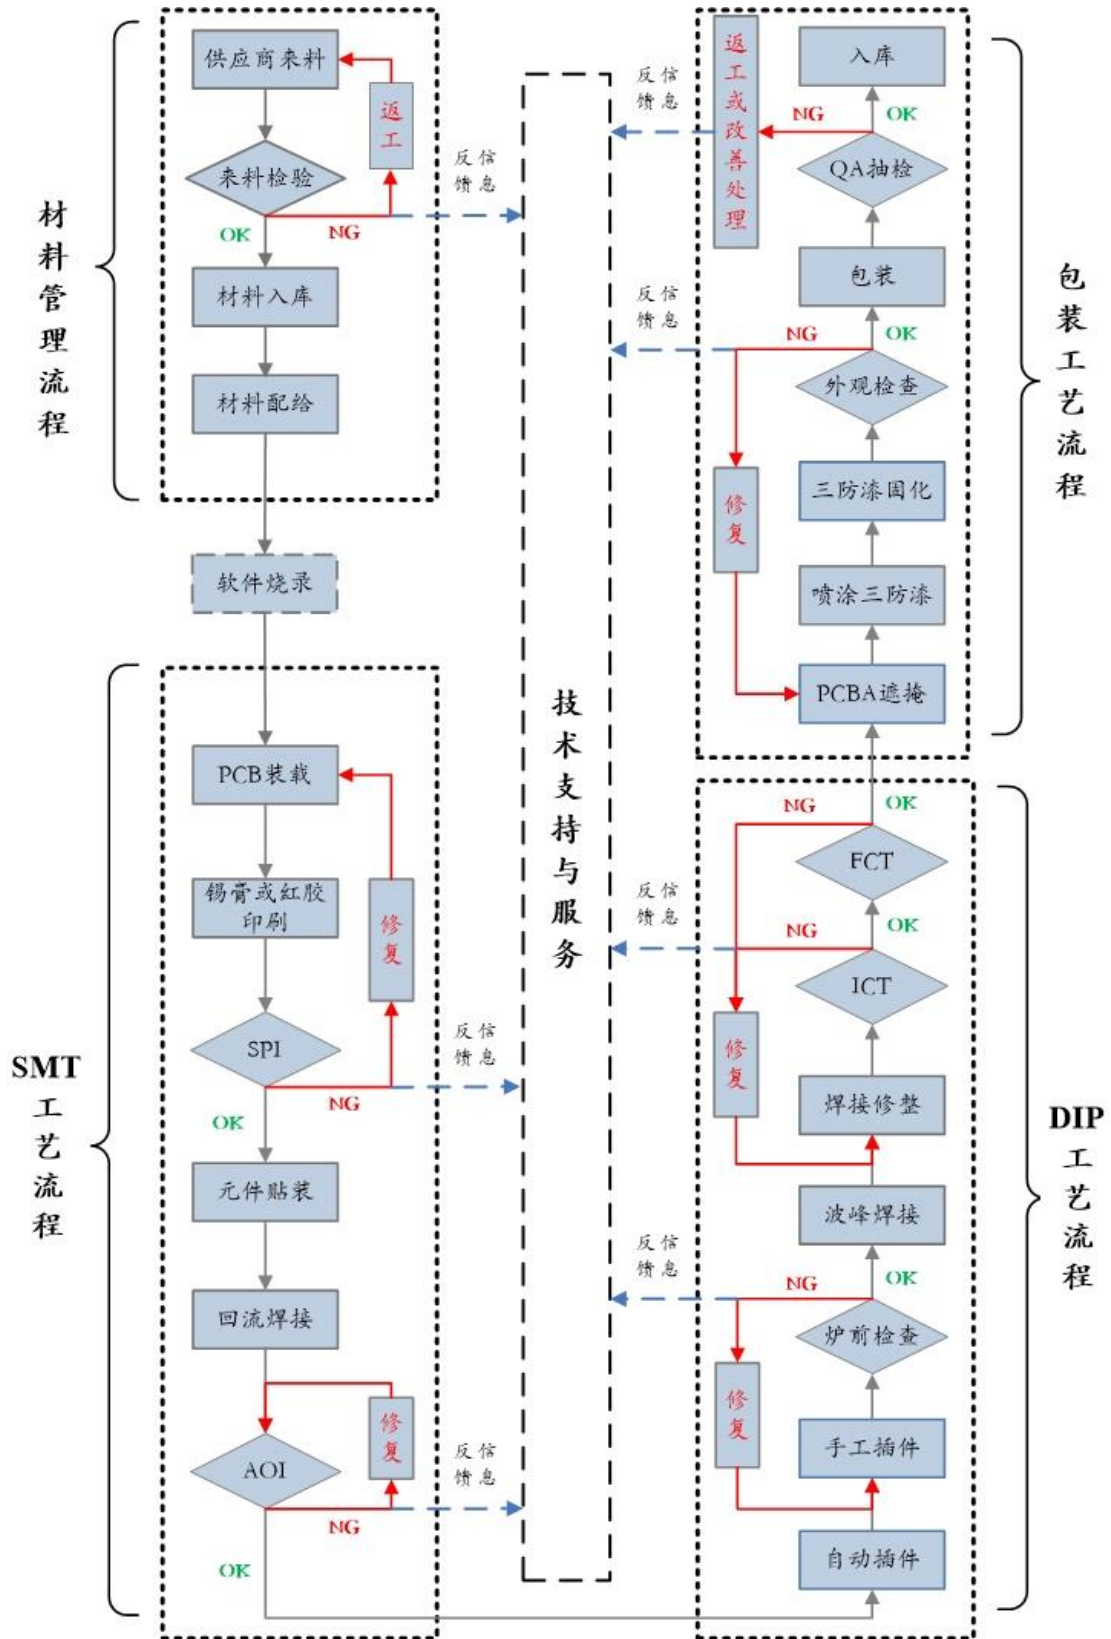 材料管理流程
供应商来料
返工
来料检验
OK
NG
反信
馈息
材料入库
材料配给
软件烧录
SMT
工艺流程
PCB装载
锡膏或红胶
印刷
修复
SPI
NG
OK
反信
馈息
元件贴装
回流焊接
修复
AOI
NG
OK
反信
馈息
技术支持与服务
返工或改善处理
入库
反信
馈息
NG
OK
QA抽检
包装
反信
馈息
NG
OK
外观检查
修复
三防漆固化
喷涂三防漆
PCBA遮掩
包装工艺流程
NG
OK
FCT
反信
馈息
NG
OK
ICT
修复
焊接修整
波峰焊接
反信
馈息
NG
OK
炉前检查
修复
手工插件
自动插件
DIP
工艺流程